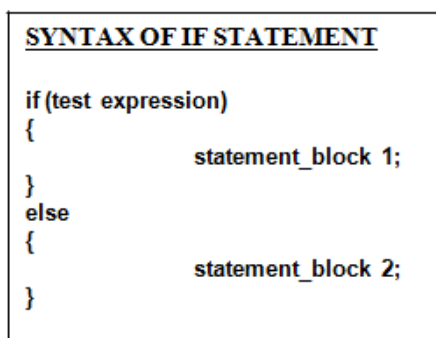 SYNTAX OF IF STATEMENT
if (test expression)
{
statement_block 1;
}
else
{
statement_block 2;
}